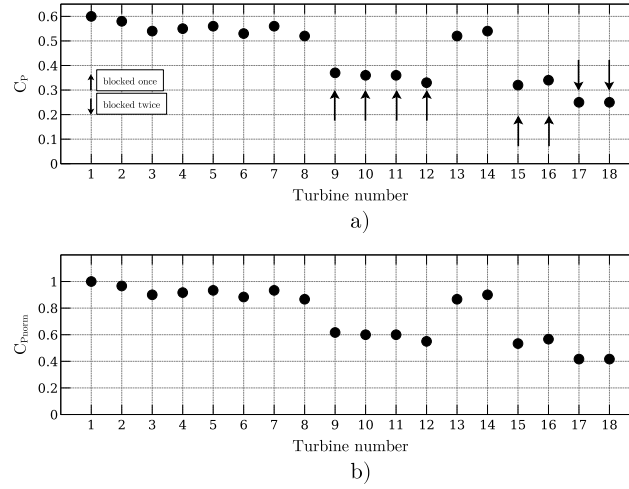 0.6
0.5
0.4
0.3
0.2
0.1
0
C_P
blocked once
blocked twice
1 2 3 4 5 6 7 8 9 10 11 12 13 14 15 16 17 18
Turbine number
a)
1
0.8
0.6
0.4
0.2
0
C_Pnorm
1 2 3 4 5 6 7 8 9 10 11 12 13 14 15 16 17 18
Turbine number
b)